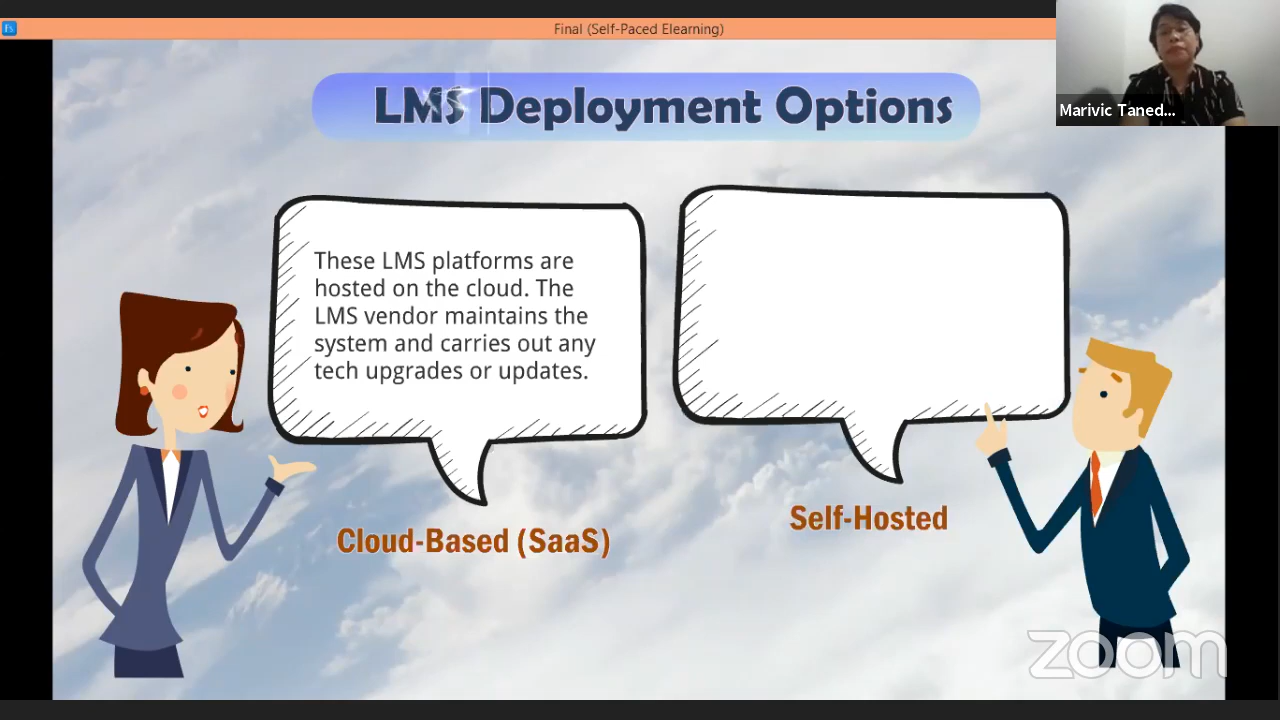 Final (Self-Paced Elearning)
LMS Deployment Options
Marivic Taned...
These LMS platforms are
hosted on the cloud. The
LMS vendor maintains the
system and carries out any
tech upgrades or updates.
Self-Hosted
Cloud-Based (SaaS)
zoom